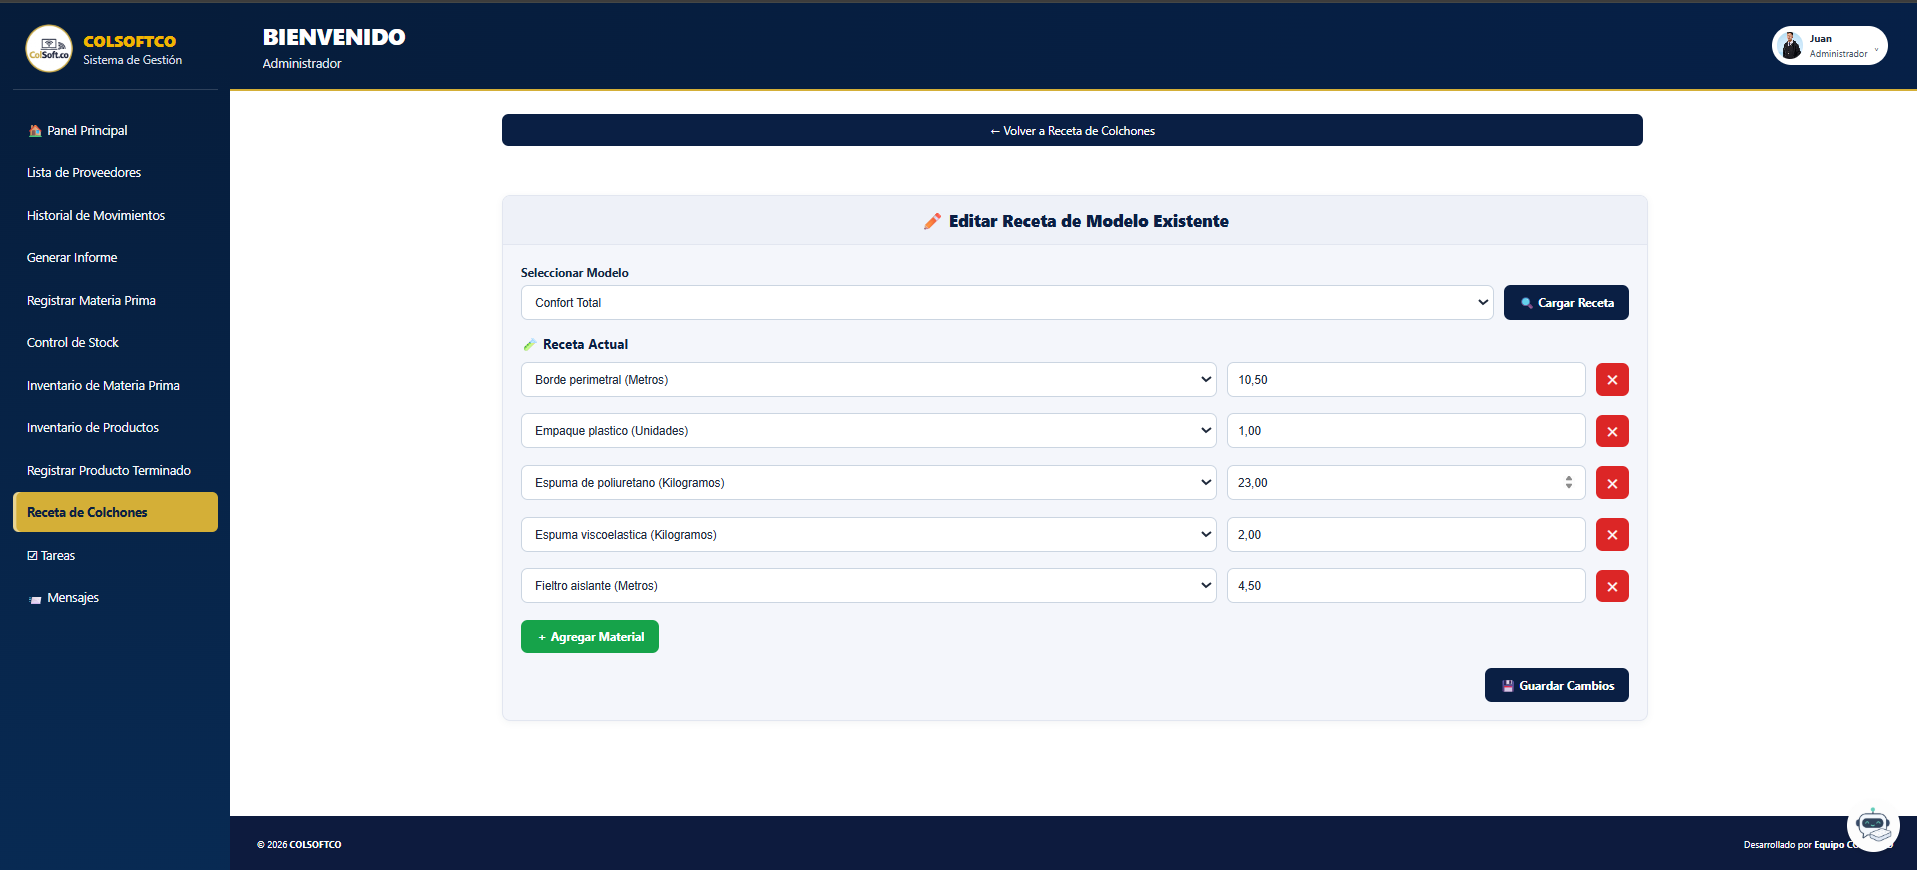 ColSoft.co
COLSOFTCO
Sistema de Gestión
BIENVENIDO
Administrador
Juan
Administrador
Panel Principal
Lista de Proveedores
Historial de Movimientos
Generar Informe
Registrar Materia Prima
Control de Stock
Inventario de Materia Prima
Inventario de Productos
Registrar Producto Terminado
Receta de Colchones
Tareas
Mensajes
← Volver a Receta de Colchones
Editar Receta de Modelo Existente
Seleccionar Modelo
Confort Total
Cargar Receta
Receta Actual
Borde perimetral (Metros)
10,50
Empaque plastico (Unidades)
1,00
Espuma de poliuretano (Kilogramos)
23,00
Espuma viscoelastica (Kilogramos)
2,00
Fieltro aislante (Metros)
4,50
+ Agregar Material
Guardar Cambios
© 2026 COLSOFTCO
Desarrollado por Equipo